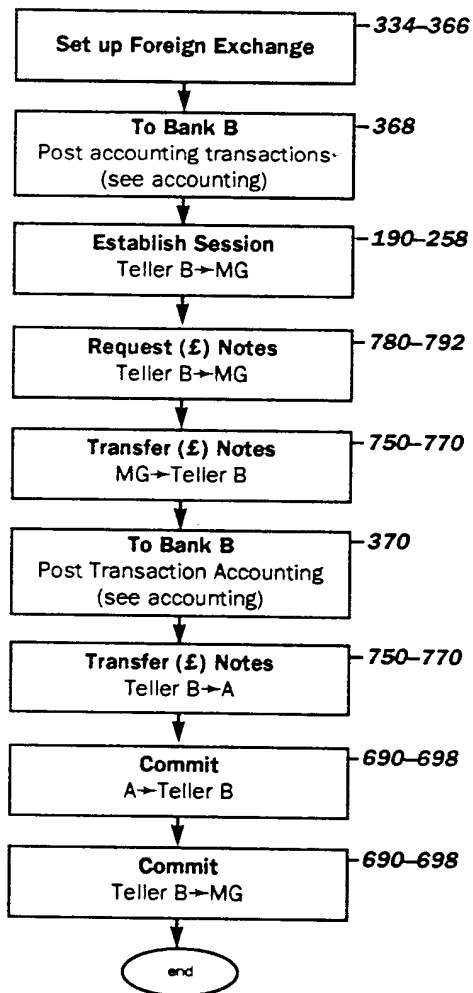 Set up Foreign Exchange
334–366
To Bank B
368
Post accounting transactions
(see accounting)
Establish Session
190–258
Teller B→MG
Request (£) Notes
780–792
Teller B→MG
Transfer (£) Notes
750–770
MG→Teller B
To Bank B
370
Post Transaction Accounting
(see accounting)
Transfer (£) Notes
750–770
Teller B→A
Commit
690–698
A→Teller B
Commit
690–698
Teller B→MG
end